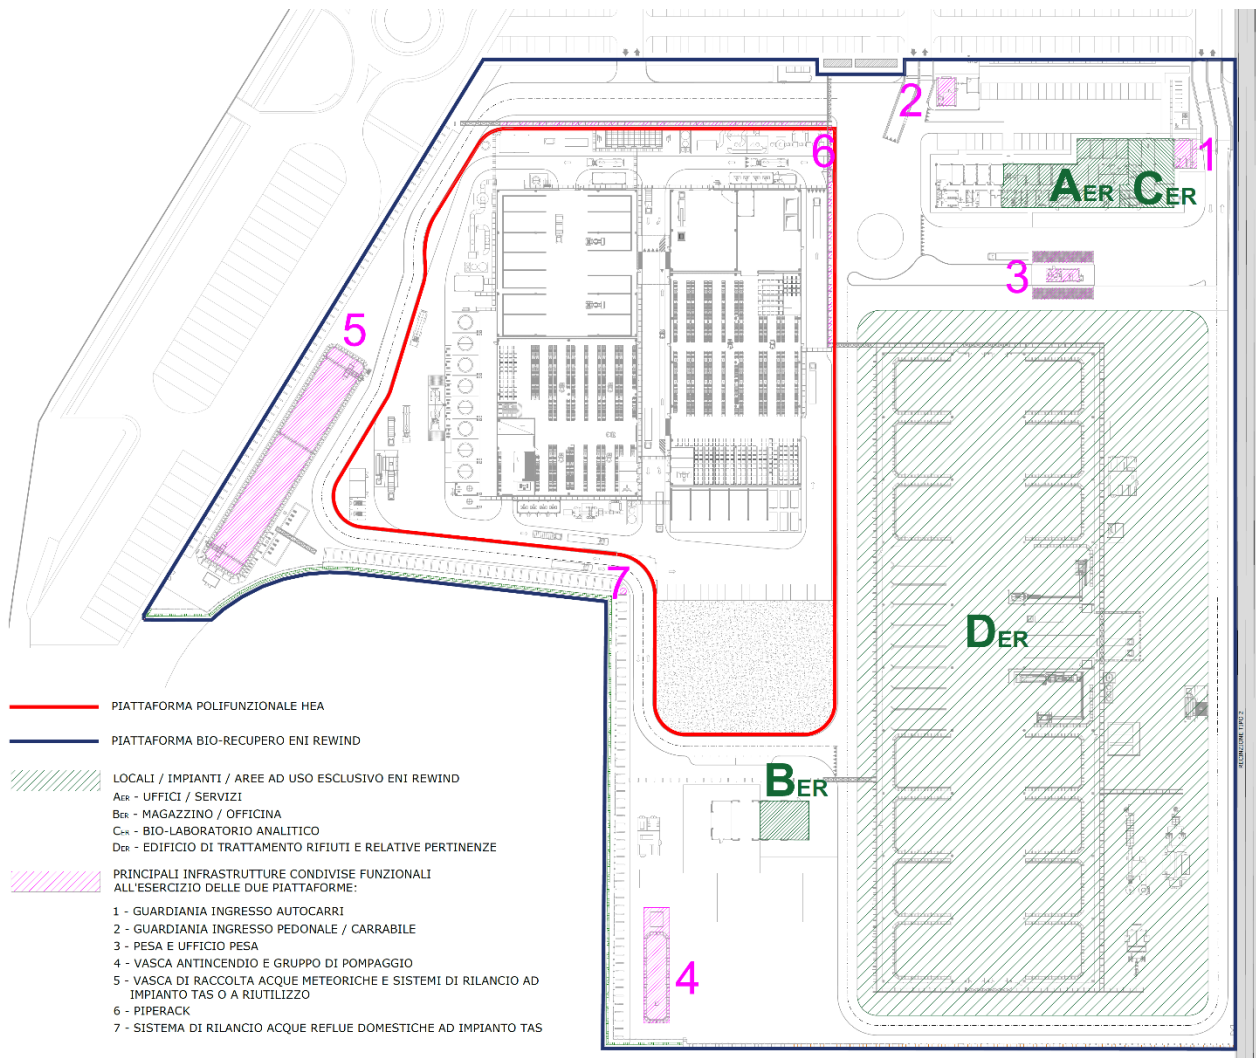 2
6
1
AER CER
3
5
DER
7
BER
4
PIATTAFORMA POLIFUNZIONALE HEA
PIATTAFORMA BIO-RECUPERO ENI REWIND
LOCALI / IMPIANTI / AREE AD USO ESCLUSIVO ENI REWIND
AER - UFFICI / SERVIZI
BER - MAGAZZINO / OFFICINA
CER - BIO-LABORATORIO ANALITICO
DER - EDIFICIO DI TRATTAMENTO RIFIUTI E RELATIVE PERTINENZE
PRINCIPALI INFRASTRUTTURE CONDIVISE FUNZIONALI
ALL'ESERCIZIO DELLE DUE PIATTAFORME:
1 - GUARDIANIA INGRESSO AUTOCARRI
2 - GUARDIANIA INGRESSO PEDONALE / CARRABILE
3 - PESA E UFFICIO PESA
4 - VASCA ANTINCENDIO E GRUPPO DI POMPAGGIO
5 - VASCA DI RACCOLTA ACQUE METEORICHE E SISTEMI DI RILANCIO AD
IMPIANTO TAS O A RIUTILIZZO
6 - PIPERACK
7 - SISTEMA DI RILANCIO ACQUE REFLUE DOMESTICHE AD IMPIANTO TAS
RECINZIONE TIPO 2